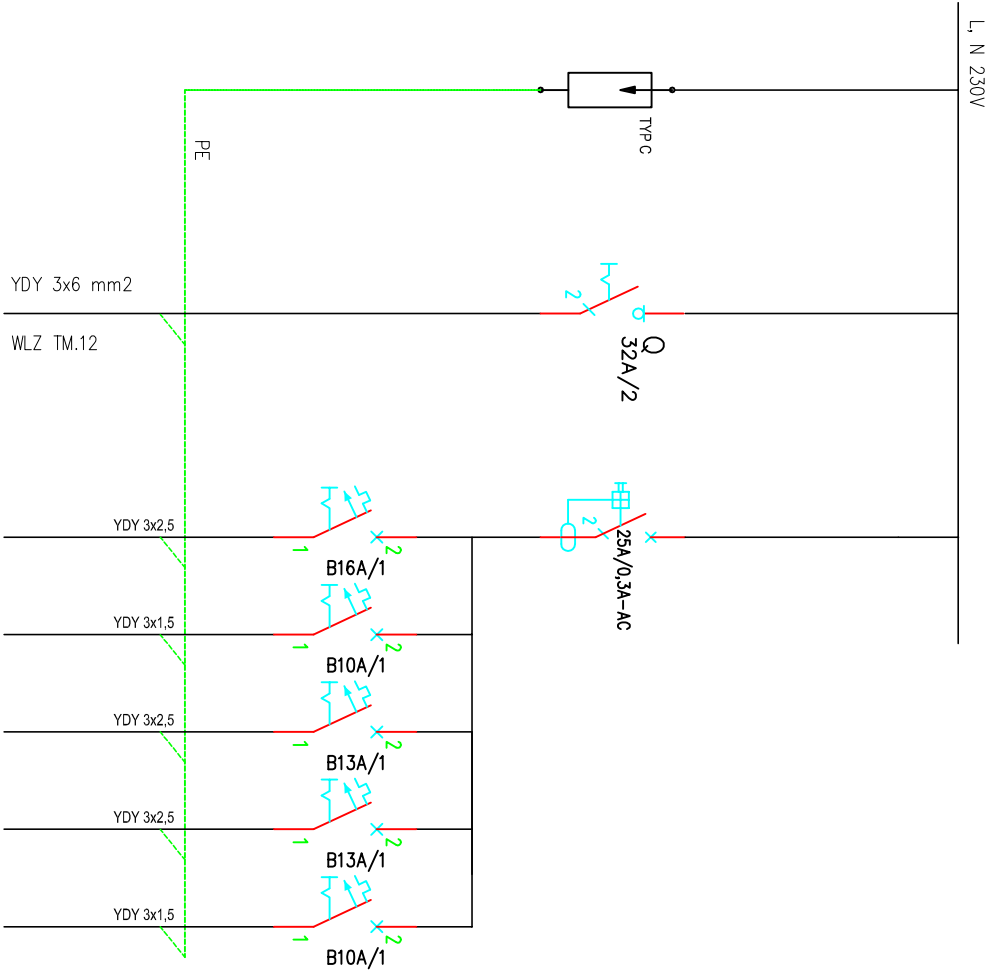 L, N 230V
TYP C
PE
YDY 3x6 mm2
WLZ TM.12
2
Q
32A/2
2
25A/0,3A-AC
YDY 3x2,5
1
2
B16A/1
YDY 3x1,5
1
2
B10A/1
YDY 3x2,5
1
2
B13A/1
YDY 3x2,5
1
2
B13A/1
YDY 3x1,5
1
2
B10A/1